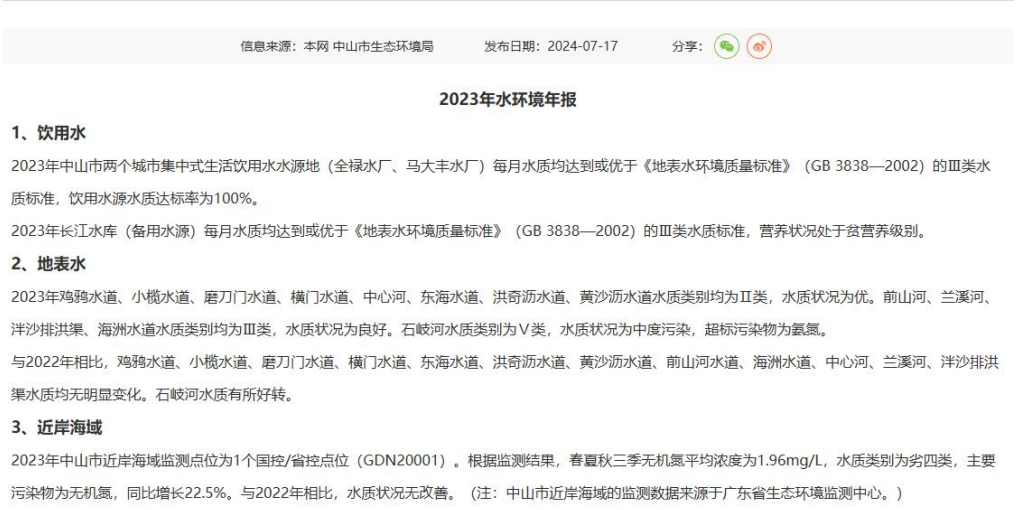 信息来源：本网 中山市生态环境局 发布日期：2024-07-17 分享：
2023年水环境年报
1、饮用水
2023年中山市两个城市集中式生活饮用水水源地（全禄水厂、马大丰水厂）每月水质均达到或优于《地表水环境质量标准》（GB 3838—2002）的Ⅲ类水
质标准，饮用水源水质达标率为100%。
2023年长江水库（备用水源）每月水质均达到或优于《地表水环境质量标准》（GB 3838—2002）的Ⅲ类水质标准，营养状况处于贫营养级别。
2、地表水
2023年鸡鸦水道、小榄水道、磨刀门水道、横门水道、中心河、东海水道、洪奇沥水道、黄沙沥水道水质类别均为Ⅱ类，水质状况为优。前山河、兰溪河、
泮沙排洪渠、海洲水道水质类别均为Ⅲ类，水质状况为良好。石岐河水质类别为Ⅴ类，水质状况为中度污染，超标污染物为氨氮。
与2022年相比，鸡鸦水道、小榄水道、磨刀门水道、横门水道、东海水道、洪奇沥水道、黄沙沥水道、前山河水道、海洲水道、中心河、兰溪河、泮沙排洪
渠水质均无明显变化。石岐河水质有所好转。
3、近岸海域
2023年中山市近岸海域监测点位为1个国控/省控点位（GDN20001）。根据监测结果，春夏秋三季无机氮平均浓度为1.96mg/L，水质类别为劣四类，主要
污染物为无机氮，同比增长22.5%。与2022年相比，水质状况无改善。（注：中山市近岸海域的监测数据来源于广东省生态环境监测中心。）